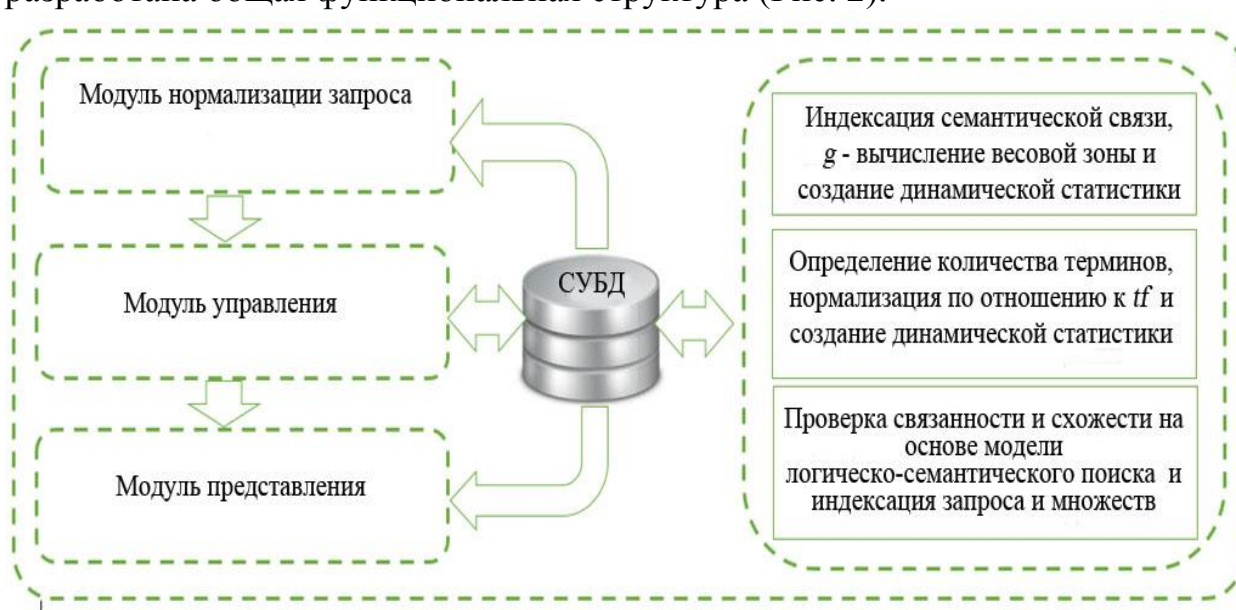 разработана общая функциональная структура (Рис. 2).
Модуль нормализации запроса
Модуль управления
Модуль представления
СУБД
Индексация семантической связи,
g - вычисление весовой зоны и
создание динамической статистики
Определение количества терминов,
нормализация по отношению к tf и
создание динамической статистики
Проверка связанности и схожести на
основе модели
логическо-семантического поиска и
индексация запроса и множеств